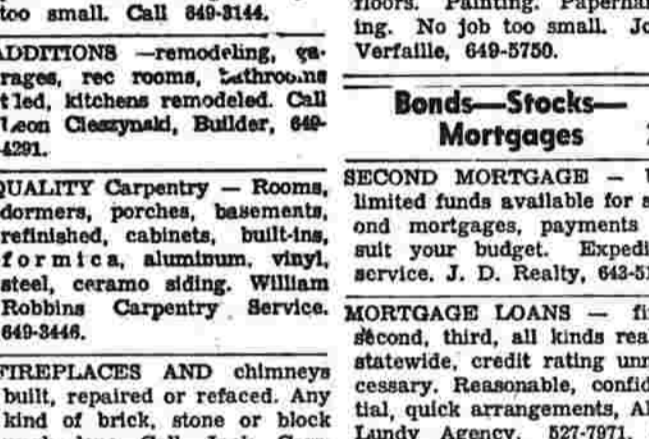 too small. Call 649-3144.
ADDITIONS —remodeling, ga-
rages, rec rooms, bathrooms
tiled, kitchens remodeled. Call
Leon Cieszynski, Builder, 649-
4291.
QUALITY Carpentry — Rooms,
dormers, porches, basements,
refinished, cabinets, built-ins,
formica, aluminum, vinyl,
steel, ceramo siding. William
Robbins Carpentry Service.
649-3446.
FIREPLACES AND chimneys
built, repaired or refaced. Any
kind of brick, stone or block
floors. Painting.
ing. No job too small.
Verfaille, 649-5750.
Bonds—Stocks—
Mortgages
SECOND MORTGAGE —
limited funds available for
ond mortgages, payments
suit your budget.
service. J. D. Realty, 643-51
MORTGAGE LOANS —
second, third, all kinds
statewide, credit rating
cessary. Reasonable,
tial, quick arrangements,
Lundy Agency. 527-7971.